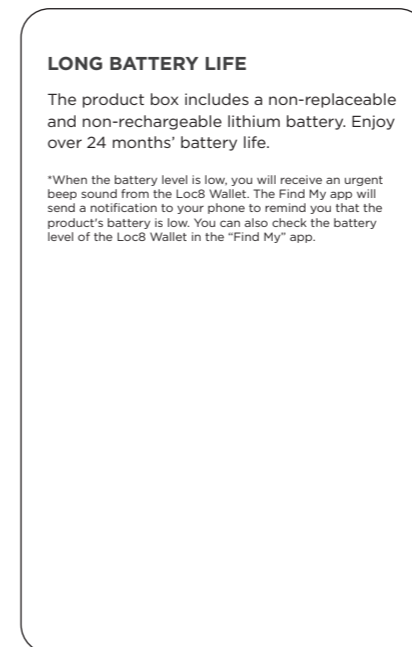 LONG BATTERY LIFE
The product box includes a non-replaceable
and non-rechargeable lithium battery. Enjoy
over 24 months’ battery life.
*When the battery level is low, you will receive an urgent
beep sound from the Loc8 Wallet. The Find My app will
send a notification to your phone to remind you that the
product's battery is low. You can also check the battery
level of the Loc8 Wallet in the “Find My” app.